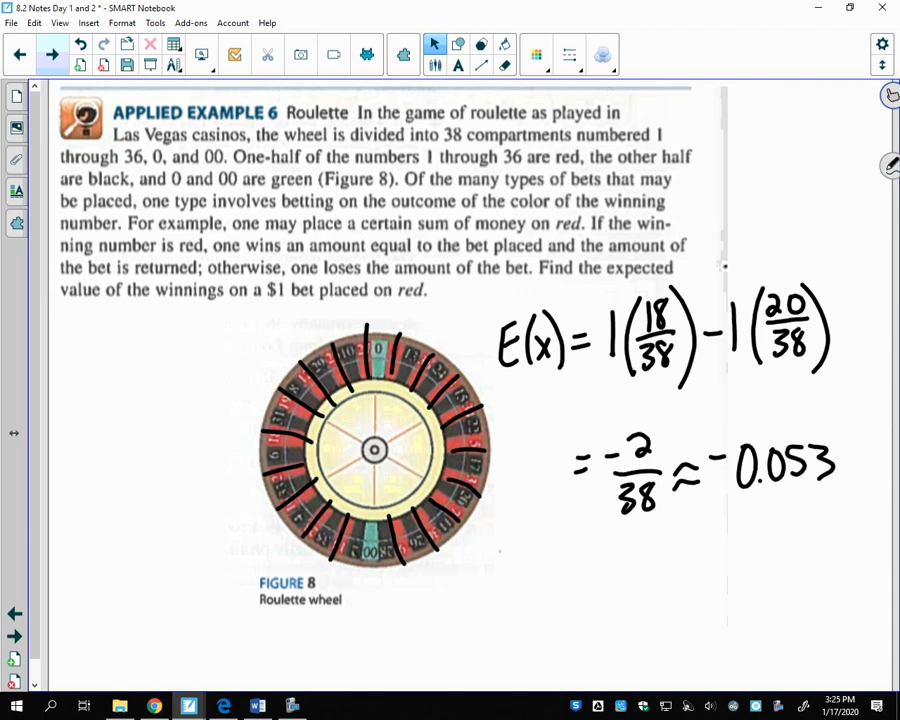 8.2 Notes Day 1 and 2 * - SMART Notebook
File Edit View Insert Format Tools Add-ons Account Help
APPLIED EXAMPLE 6 Roulette In the game of roulette as played in
Las Vegas casinos, the wheel is divided into 38 compartments numbered 1
through 36, 0, and 00. One-half of the numbers 1 through 36 are red, the other half
are black, and 0 and 00 are green (Figure 8). Of the many types of bets that may
be placed, one type involves betting on the outcome of the color of the winning
number. For example, one may place a certain sum of money on red. If the win-
ning number is red, one wins an amount equal to the bet placed and the amount of
the bet is returned; otherwise, one loses the amount of the bet. Find the expected
value of the winnings on a $1 bet placed on red.
E(x) = 1(18/38) - 1(20/38)
= -2/38 ≈ -0.053
0
00
FIGURE 8
Roulette wheel
3:25 PM
1/17/2020